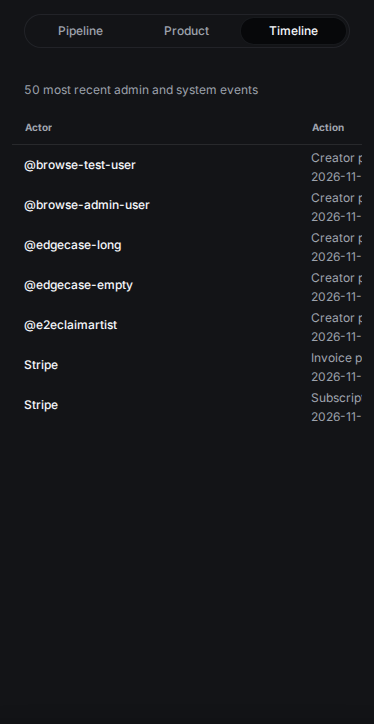 Pipeline Product Timeline
50 most recent admin and system events
Actor Action
@browse-test-user Creator p
2026-11-
@browse-admin-user Creator p
2026-11-
@edgecase-long Creator p
2026-11-
@edgecase-empty Creator p
2026-11-
@e2eclaimartist Creator p
2026-11-
Stripe Invoice p
2026-11-
Stripe Subscrip
2026-11-